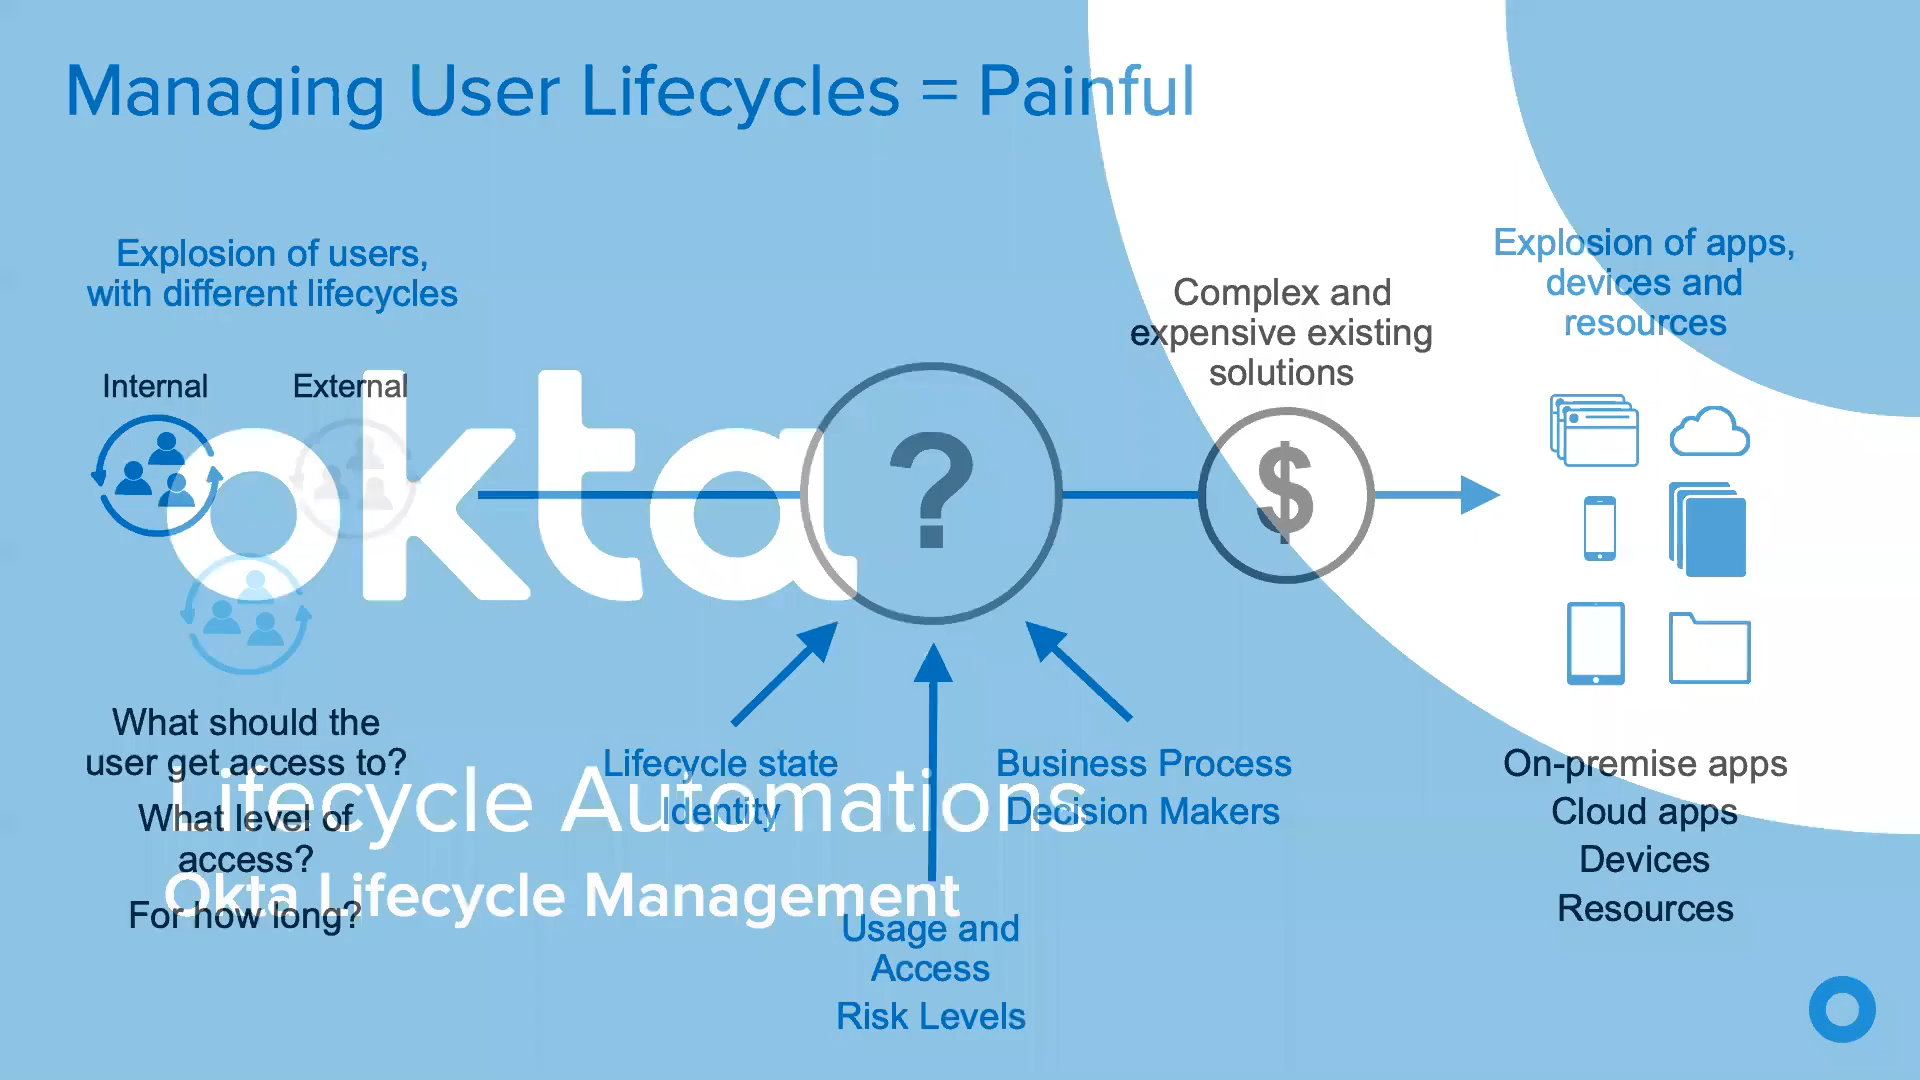 Managing User Lifecycles = Painful
Explosion of users,
with different lifecycles
Internal
External
What should the
user get access to?
What level of
access?
For how long?
okta
Lifecycle Automations
Okta Lifecycle Management
?
Lifecycle state
Identity
Usage and
Access
Risk Levels
Business Process
Decision Makers
Complex and
expensive existing
solutions
$
Explosion of apps,
devices and
resources
On-premise apps
Cloud apps
Devices
Resources